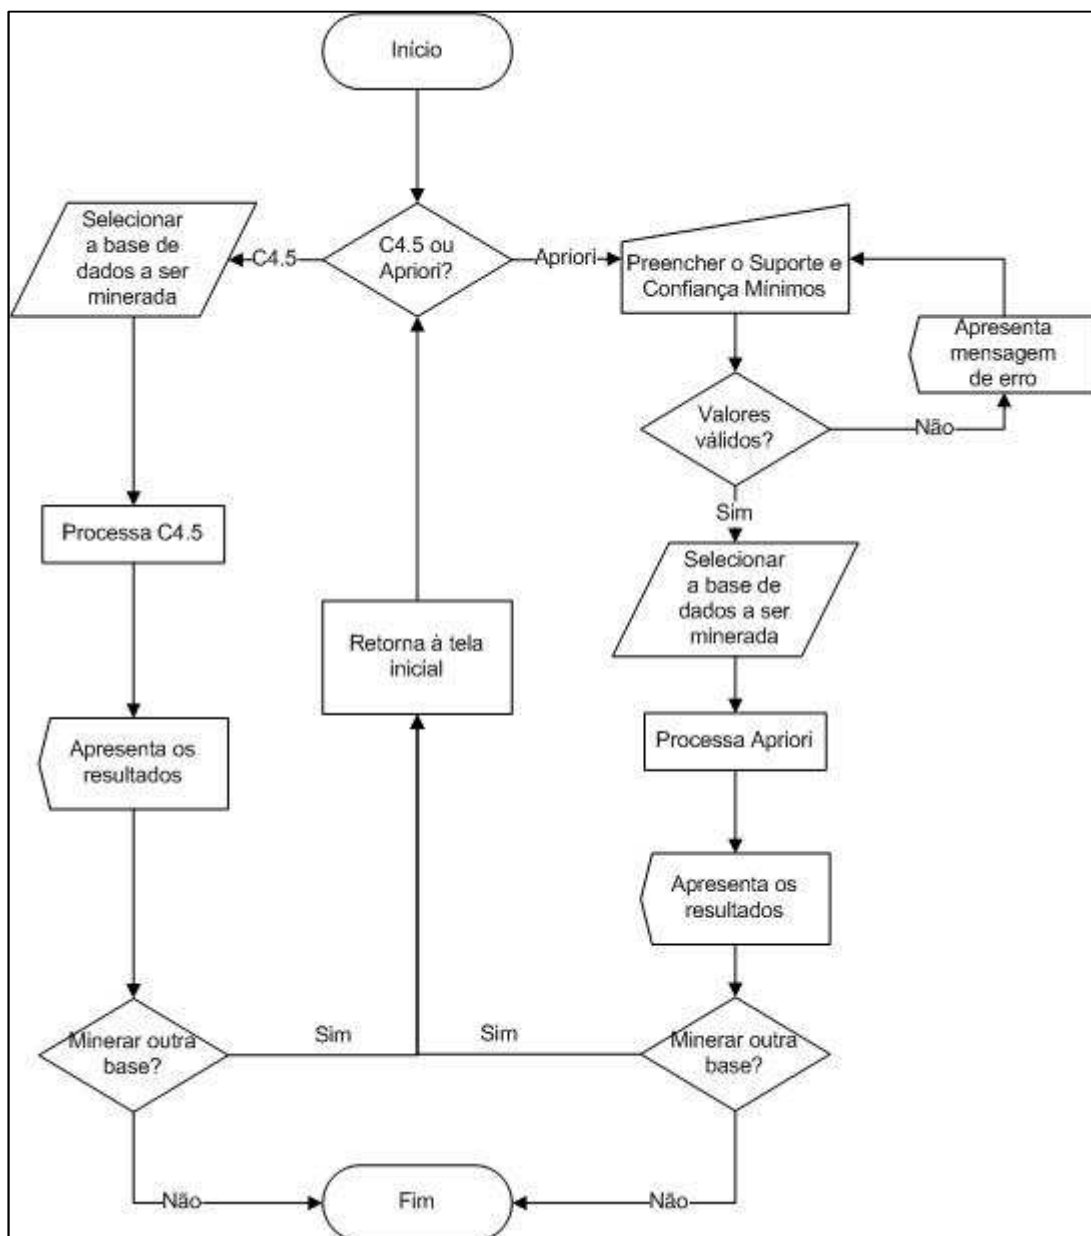 Início
C4.5 ou
Apriori?
C4.5
Selecionar
a base de
dados a ser
minerada
Processa C4.5
Apresenta os
resultados
Minerar outra
base?
Sim
Não
Apriori
Preencher o Suporte e
Confiança Mínimos
Valores
válidos?
Não
Apresenta
mensagem
de erro
Sim
Selecionar
a base de
dados a ser
minerada
Processa Apriori
Apresenta os
resultados
Minerar outra
base?
Sim
Não
Retorna à tela
inicial
Fim